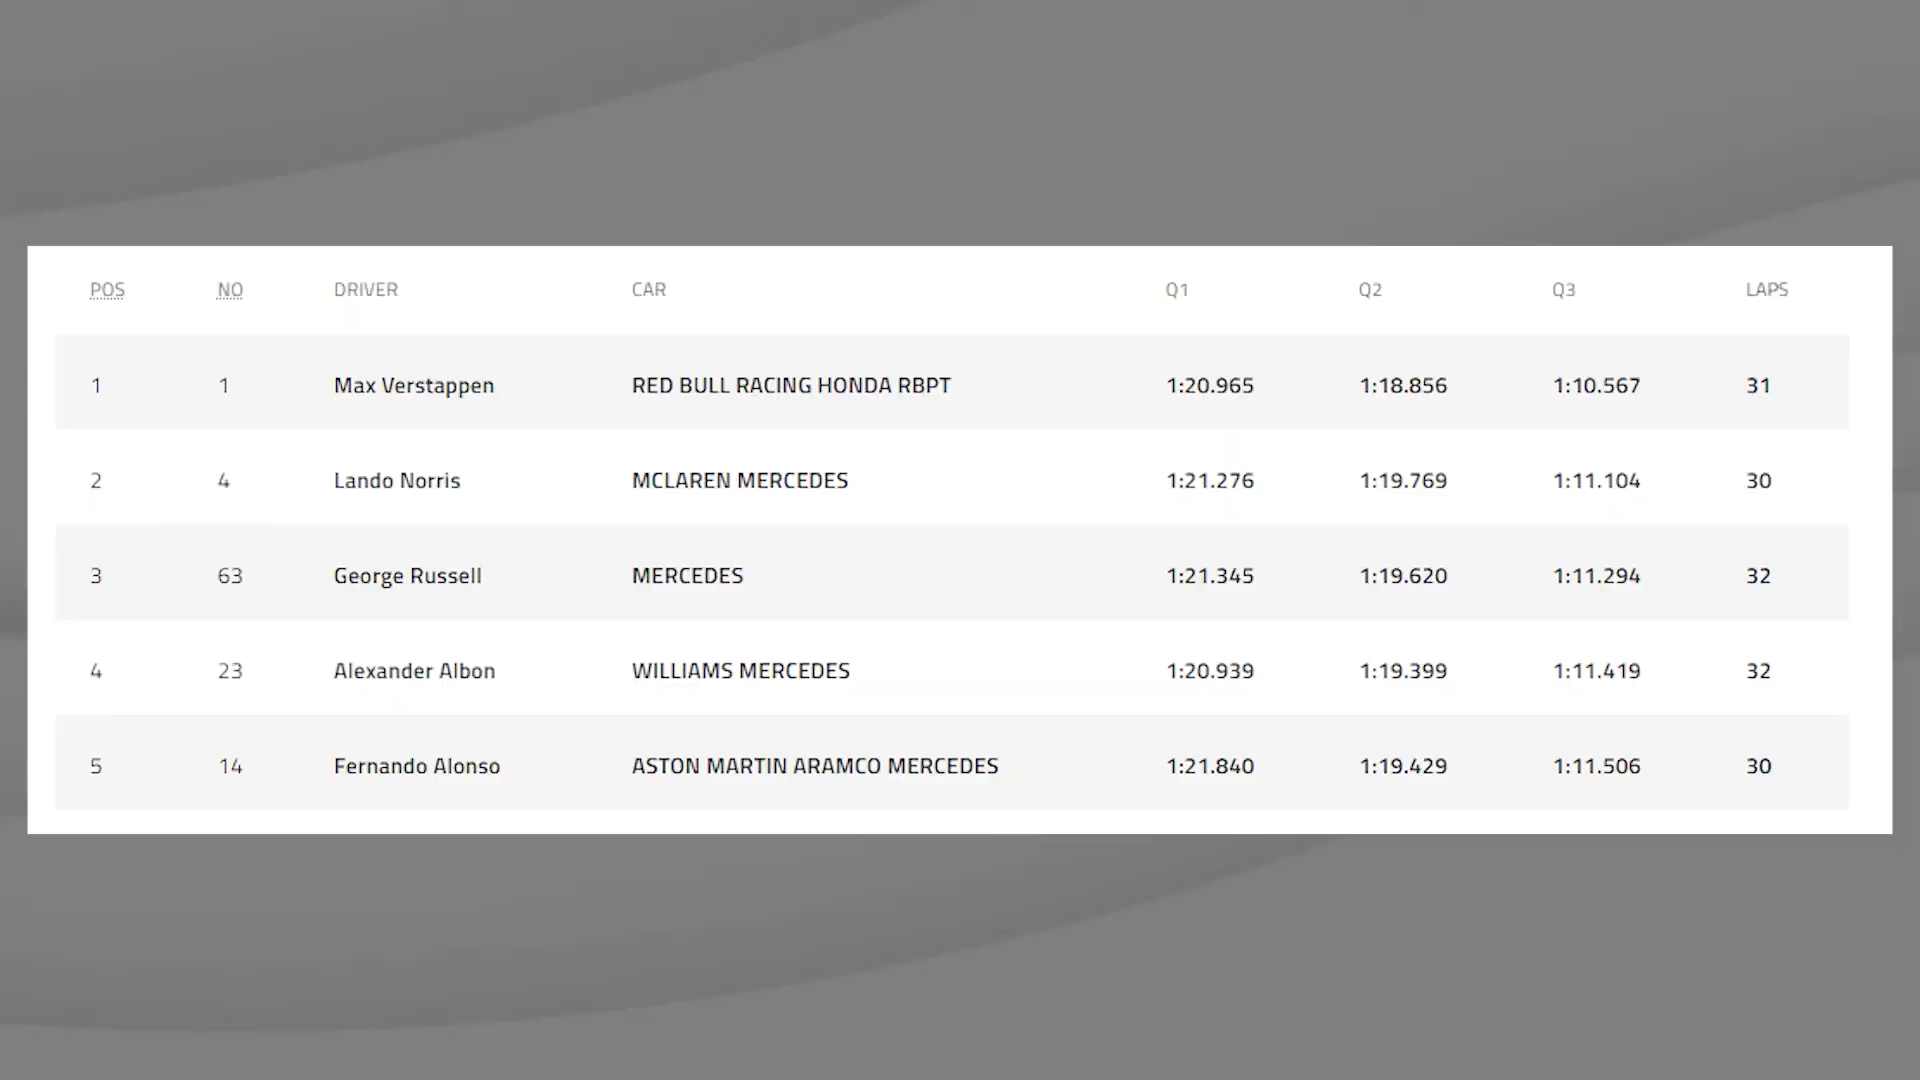 POS NO DRIVER CAR Q1 Q2 Q3 LAPS
1 1 Max Verstappen RED BULL RACING HONDA RBPT 1:20.965 1:18.856 1:10.567 31
2 4 Lando Norris MCLAREN MERCEDES 1:21.276 1:19.769 1:11.104 30
3 63 George Russell MERCEDES 1:21.345 1:19.620 1:11.294 32
4 23 Alexander Albon WILLIAMS MERCEDES 1:20.939 1:19.399 1:11.419 32
5 14 Fernando Alonso ASTON MARTIN ARAMCO MERCEDES 1:21.840 1:19.429 1:11.506 30